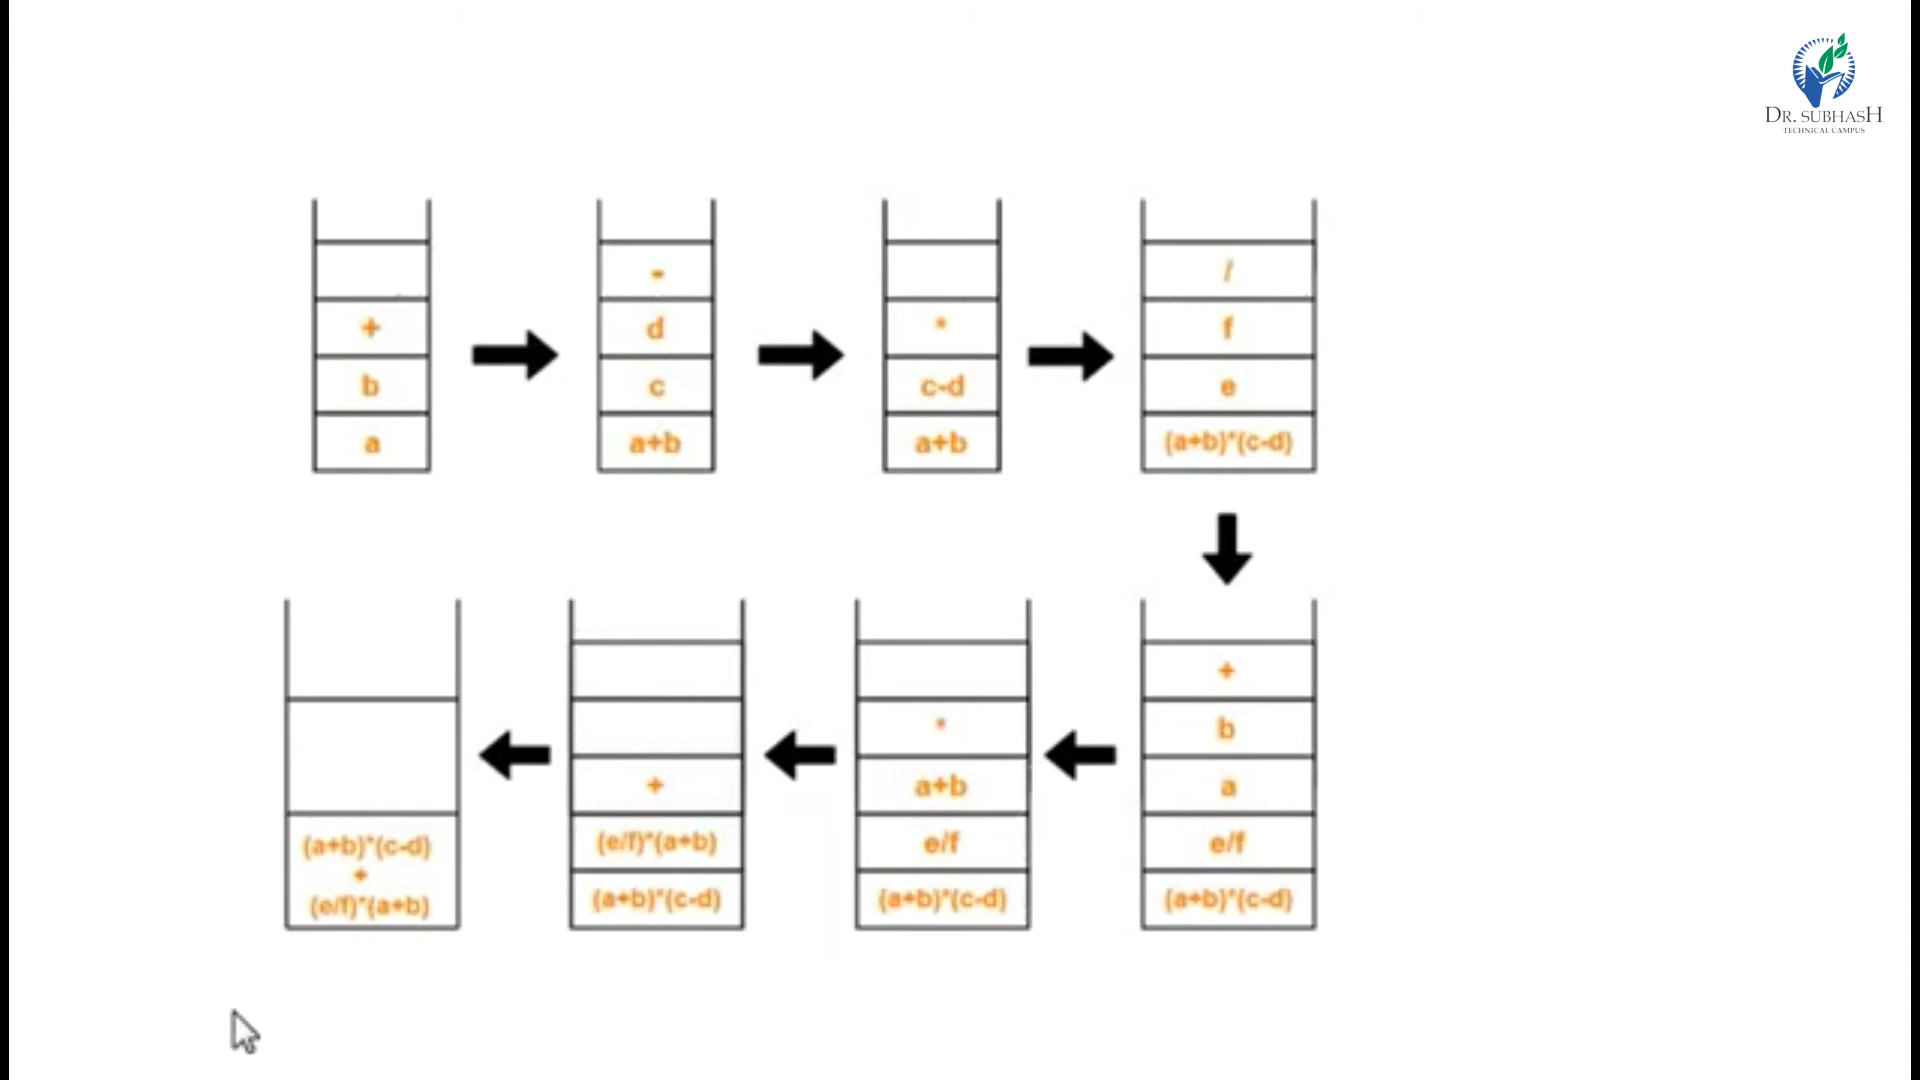 DR. SUBHASH
TECHNICAL CAMPUS
+
b
a
-
d
c
a+b
*
c-d
a+b
/
f
e
(a+b)*(c-d)
+
b
a
e/f
(a+b)*(c-d)
*
a+b
e/f
(a+b)*(c-d)
+
(e/f)*(a+b)
(a+b)*(c-d)
(a+b)*(c-d)
+
(e/f)*(a+b)